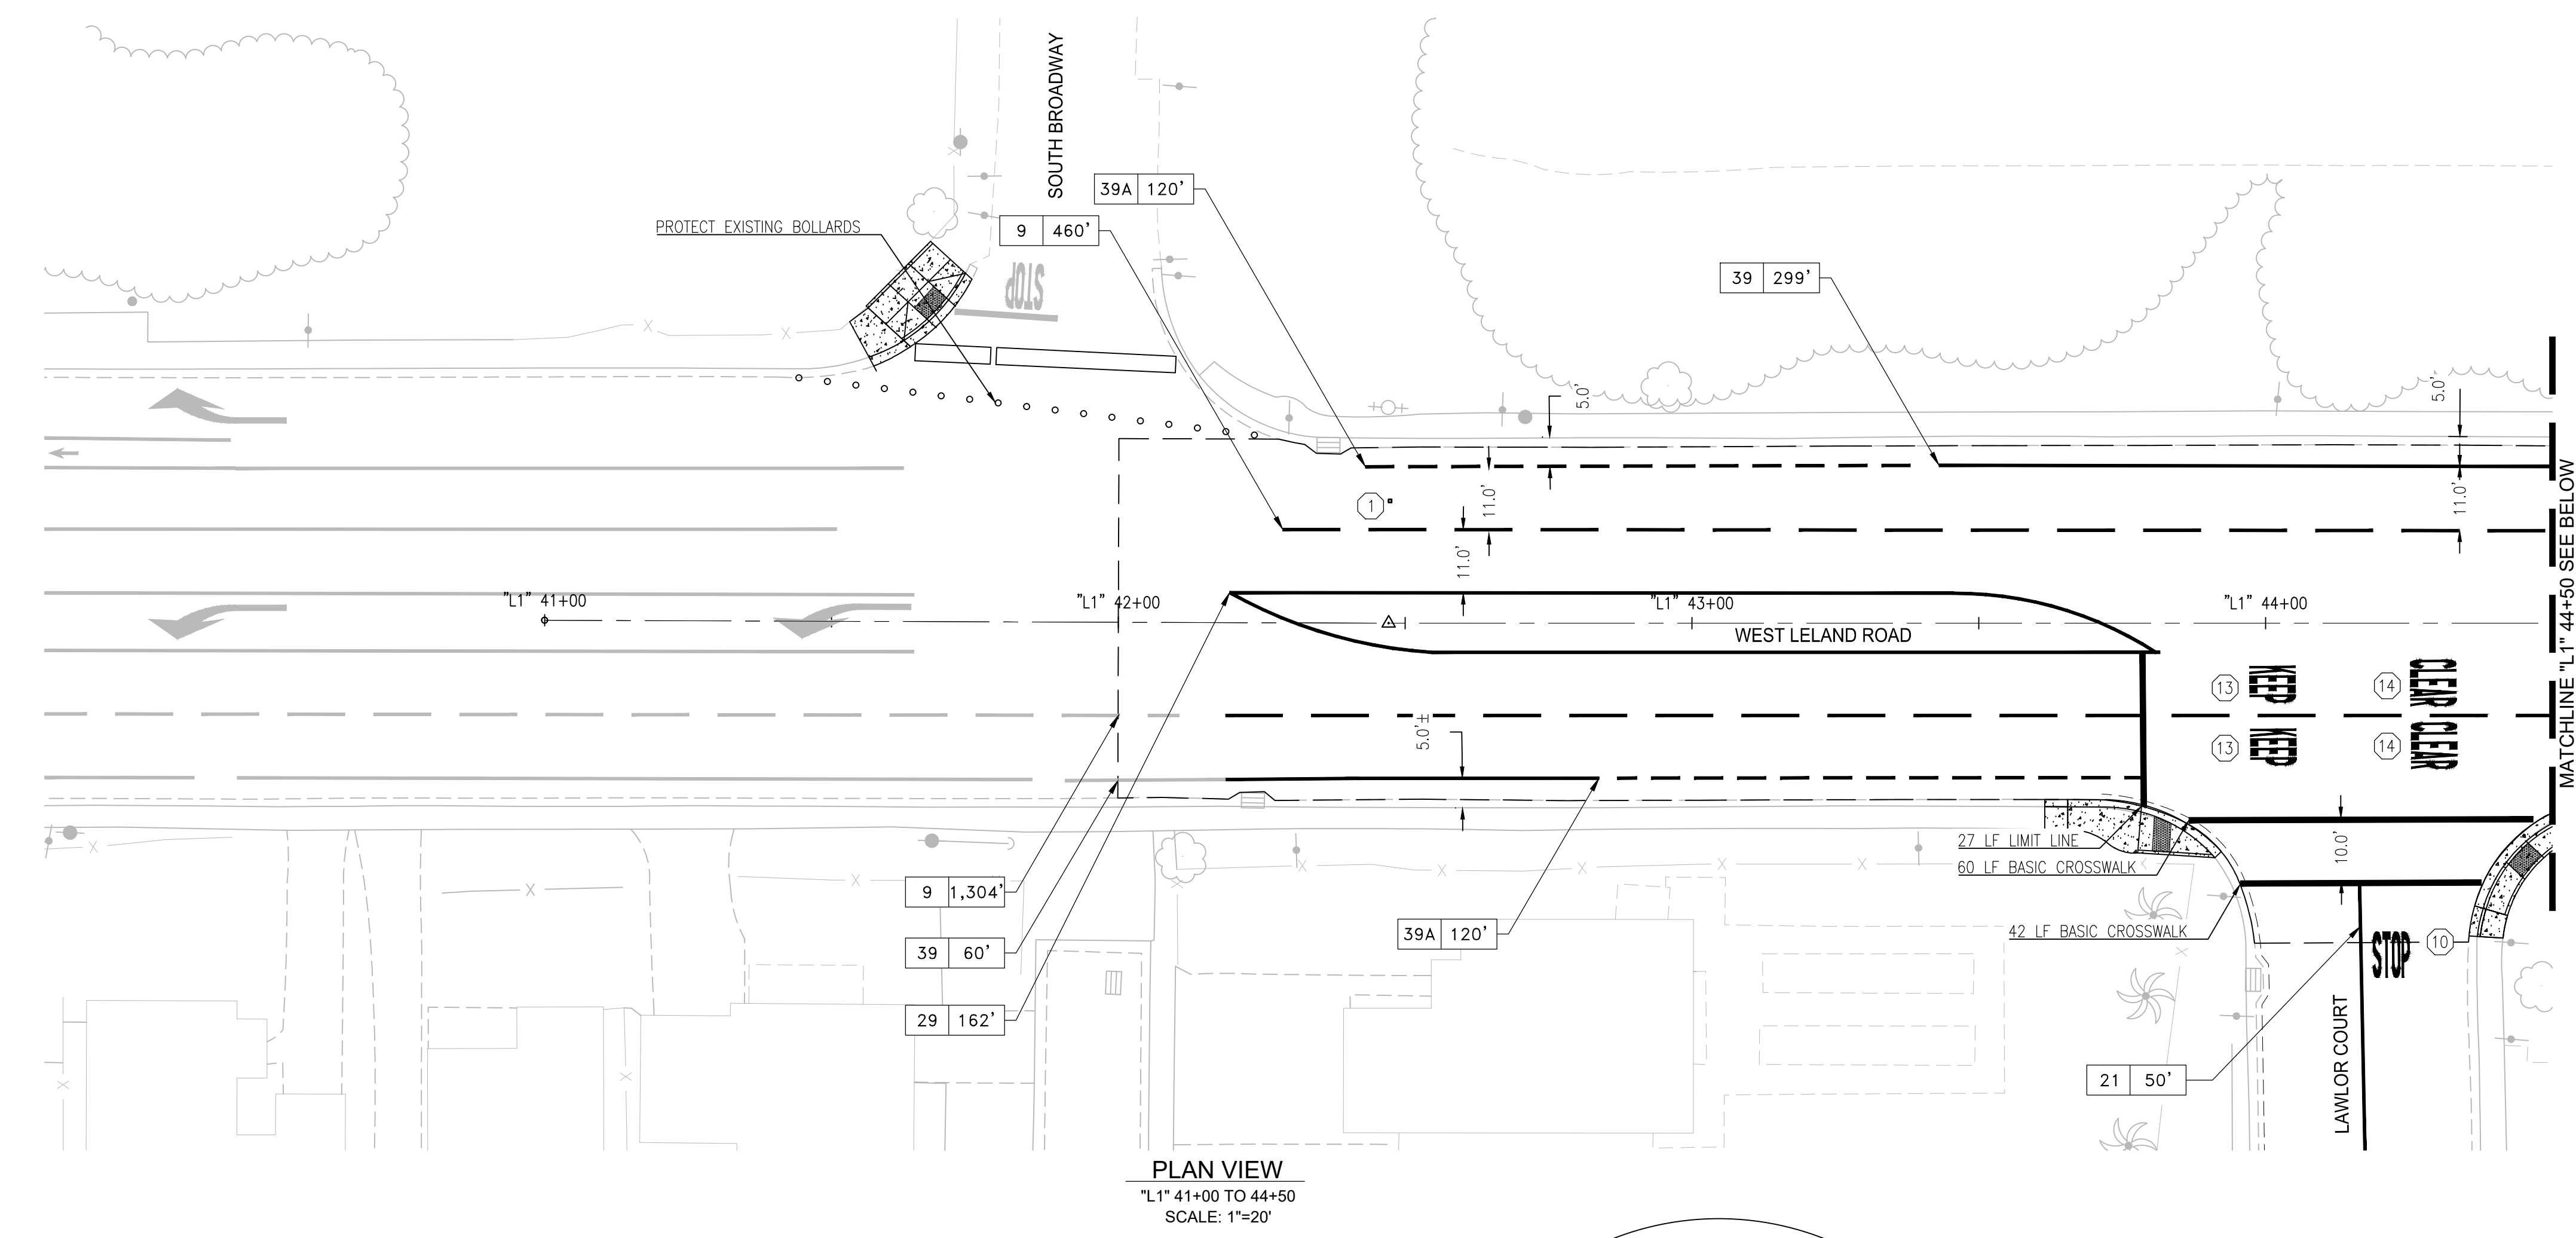 SOUTH BROADWAY
39A 120'
9 460'
PROTECT EXISTING BOLLARDS
STOP
39 299'
5.0'
5.0'
11.0'
11.0'
11.0'
1
"L1" 41+00
"L1" 42+00
"L1" 43+00
"L1" 44+00
WEST LELAND ROAD
MATCHLINE "L1" 44+50 SEE BELOW
13
KEEP
14
CLEAR
13
KEEP
14
CLEAR
5.0'±
27 LF LIMIT LINE
60 LF BASIC CROSSWALK
10.0'
42 LF BASIC CROSSWALK
STOP
10
9 1,304'
39 60'
29 162'
39A 120'
21 50'
LAWLOR COURT
PLAN VIEW
"L1" 41+00 TO 44+50
SCALE: 1"=20'